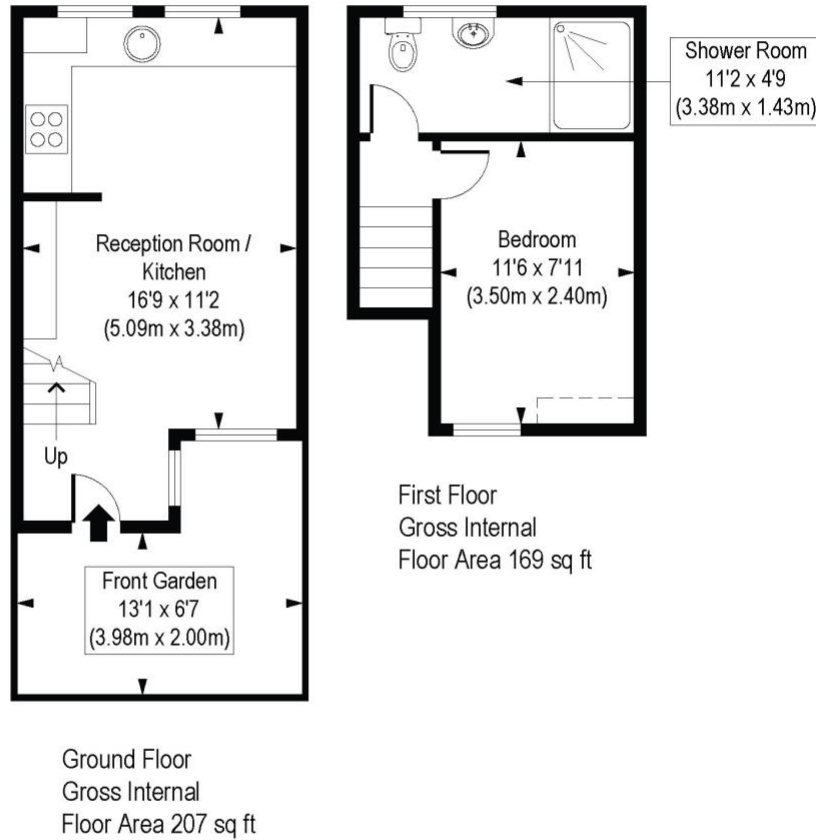 Reception Room /
Kitchen
16'9 x 11'2
(5.09m x 3.38m)
Up
Front Garden
13'1 x 6'7
(3.98m x 2.00m)
Ground Floor
Gross Internal
Floor Area 207 sq ft
Shower Room
11'2 x 4'9
(3.38m x 1.43m)
Bedroom
11'6 x 7'11
(3.50m x 2.40m)
First Floor
Gross Internal
Floor Area 169 sq ft